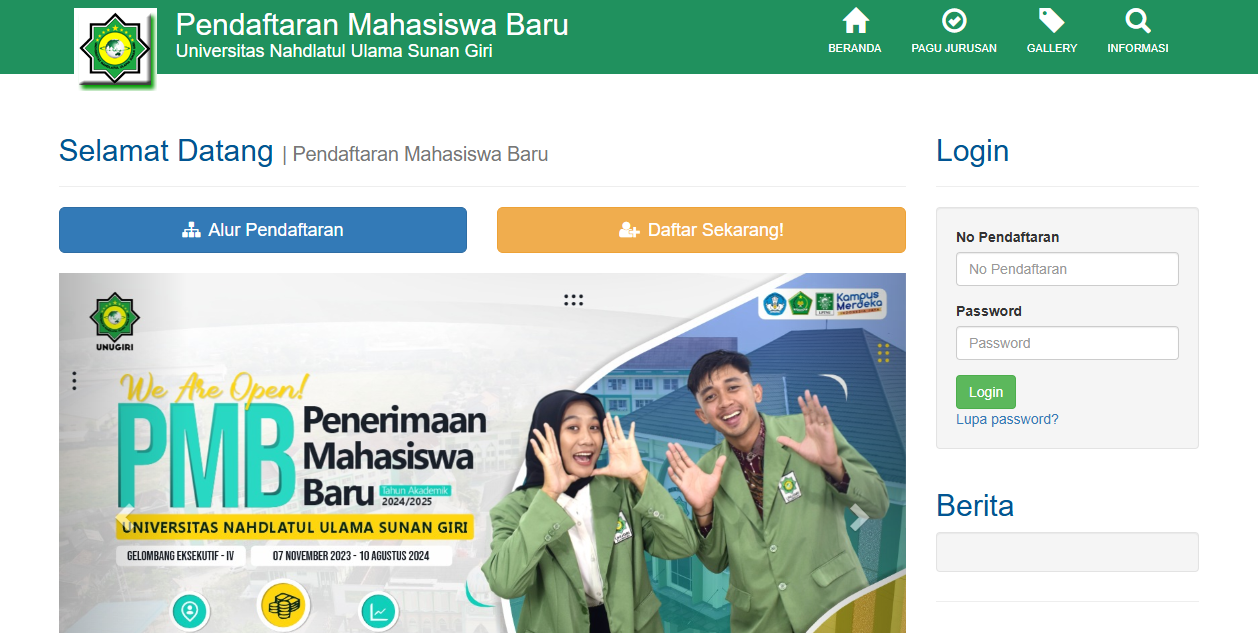 Pendaftaran Mahasiswa Baru
Universitas Nahdlatul Ulama Sunan Giri
BERANDA
PAGU JURUSAN
GALLERY
INFORMASI
Selamat Datang | Pendaftaran Mahasiswa Baru
Alur Pendaftaran
Daftar Sekarang!
UNUGIRI
Kampus
Merdeka
We Are Open!
PMB
Penerimaan
Mahasiswa
Baru
Tahun Akademik
2024/2025
UNIVERSITAS NAHDLATUL ULAMA SUNAN GIRI
GELOMBANG EKSEKUTIF - IV
07 NOVEMBER 2023 - 10 AGUSTUS 2024
Login
No Pendaftaran
No Pendaftaran
Password
Password
Login
Lupa password?
Berita